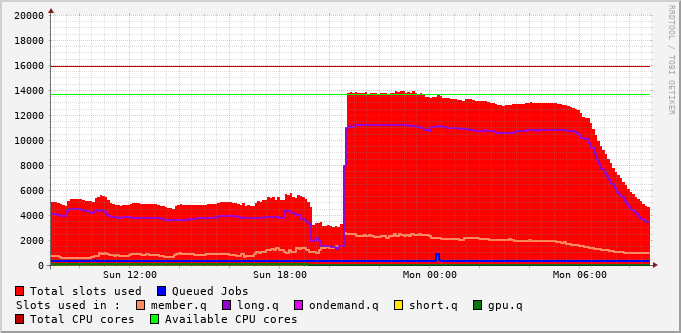 20000
18000
16000
14000
12000
10000
8000
6000
4000
2000
0
Sun 12:00 Sun 18:00 Mon 00:00 Mon 06:00
Total slots used Queued Jobs
Slots used in : member.q long.q ondemand.q short.q gpu.q
Total CPU cores Available CPU cores
RRDTOOL / TOBI OETIKER